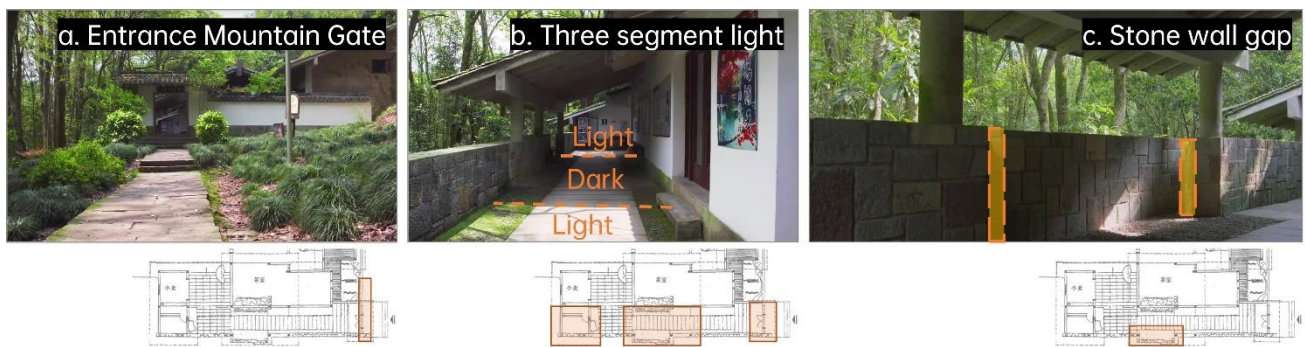 a. Entrance Mountain Gate
b. Three segment light
c. Stone wall gap
Light
Dark
Light
小卖
茶室
小卖
茶室
小卖
茶室